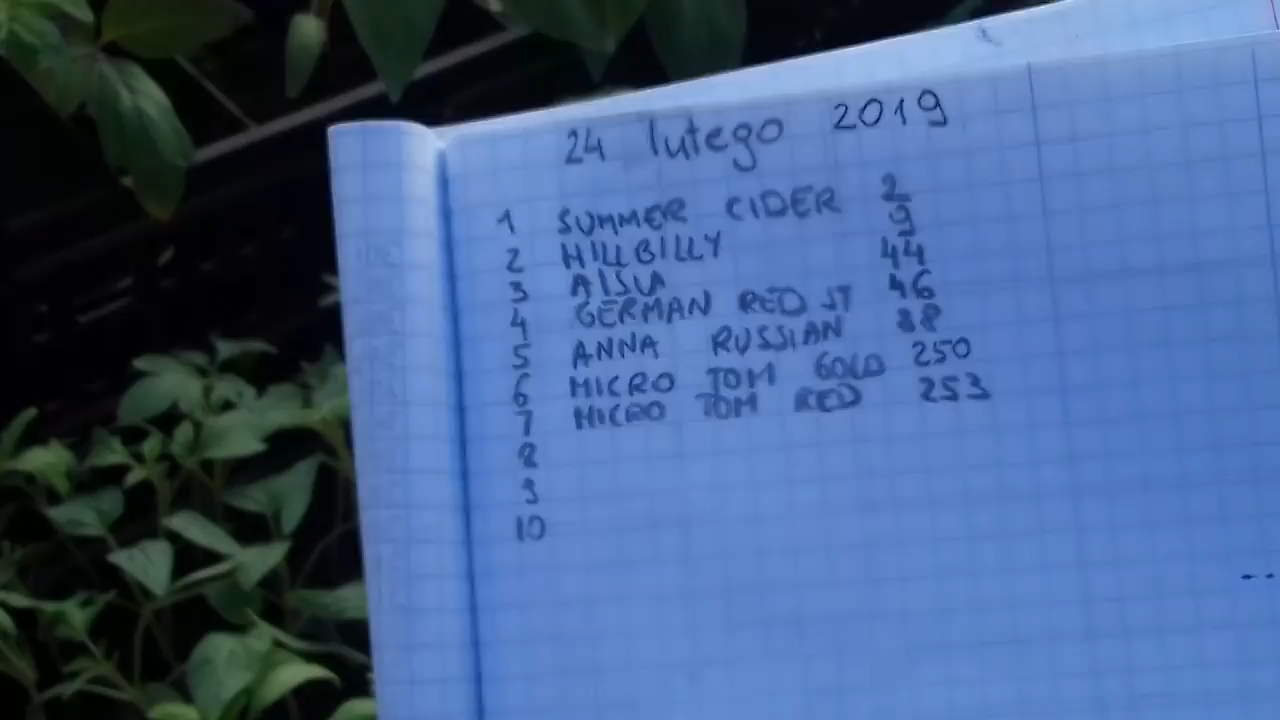 24 lutego 2019
1 SUMMER CIDER 2
2 HILLBILLY 9
3 AISU 44
4 GERMAN RED ST 46
5 ANNA RUSSIAN 88
6 MICRO TOM GOLD 250
7 MICRO TOM RED 253
8
9
10